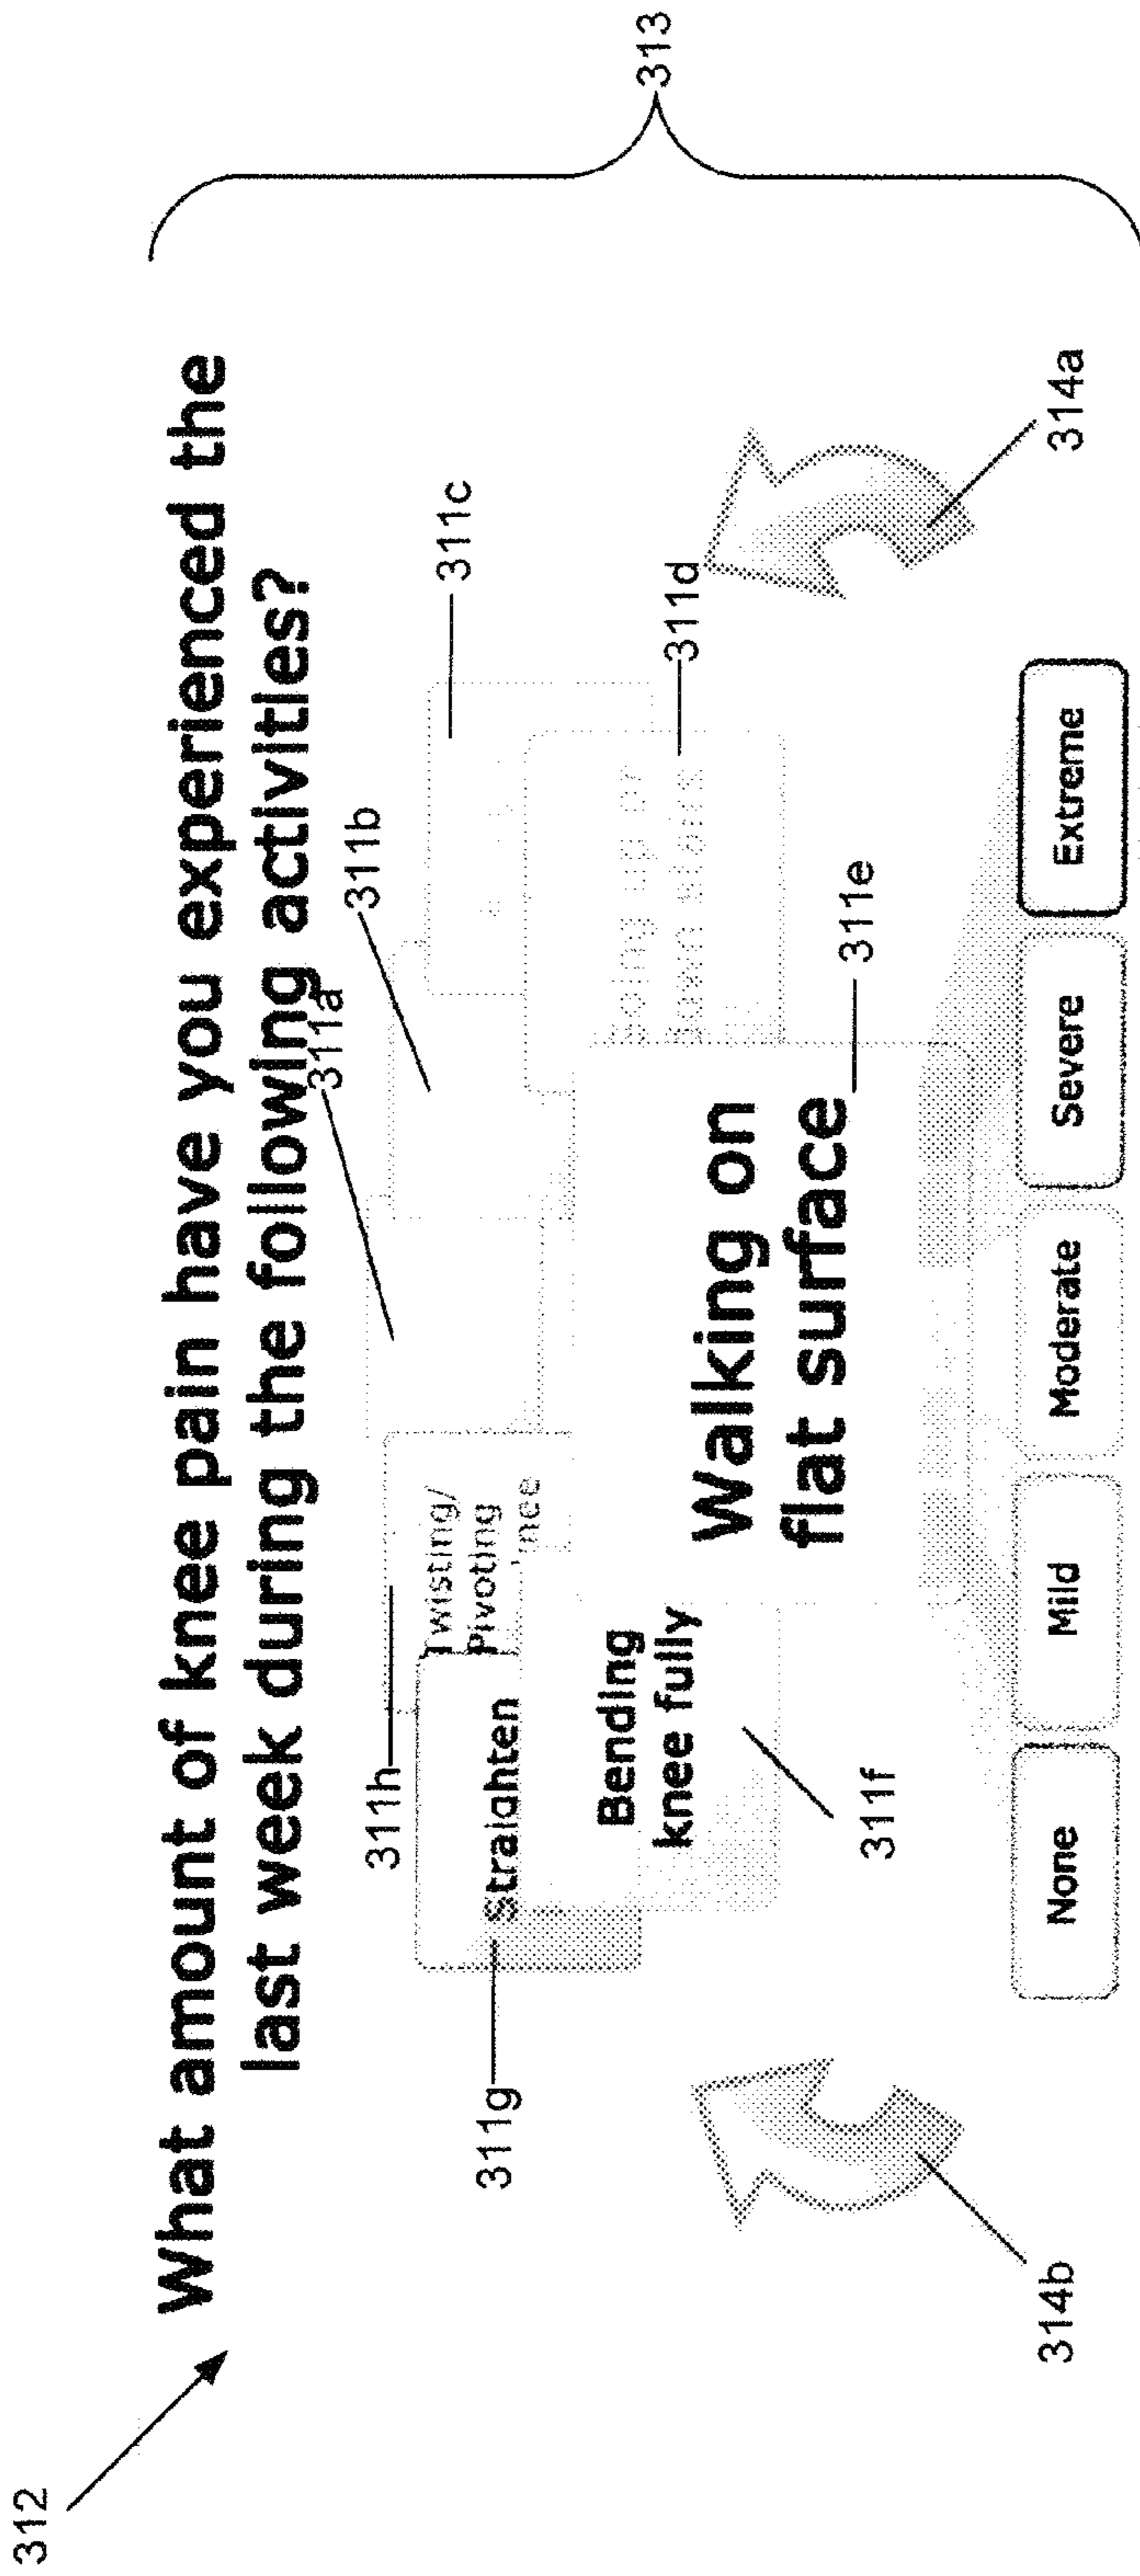 312
What amount of knee pain have you experienced the
last week during the following activities?
313
311a
311b
311c
311h
Twisting/
Pivoting
311g
Straighten
311d
down stairs
Bending
knee fully
311f
Walking on
flat surface
311e
314b
314a
None
Mild
Moderate
Severe
Extreme